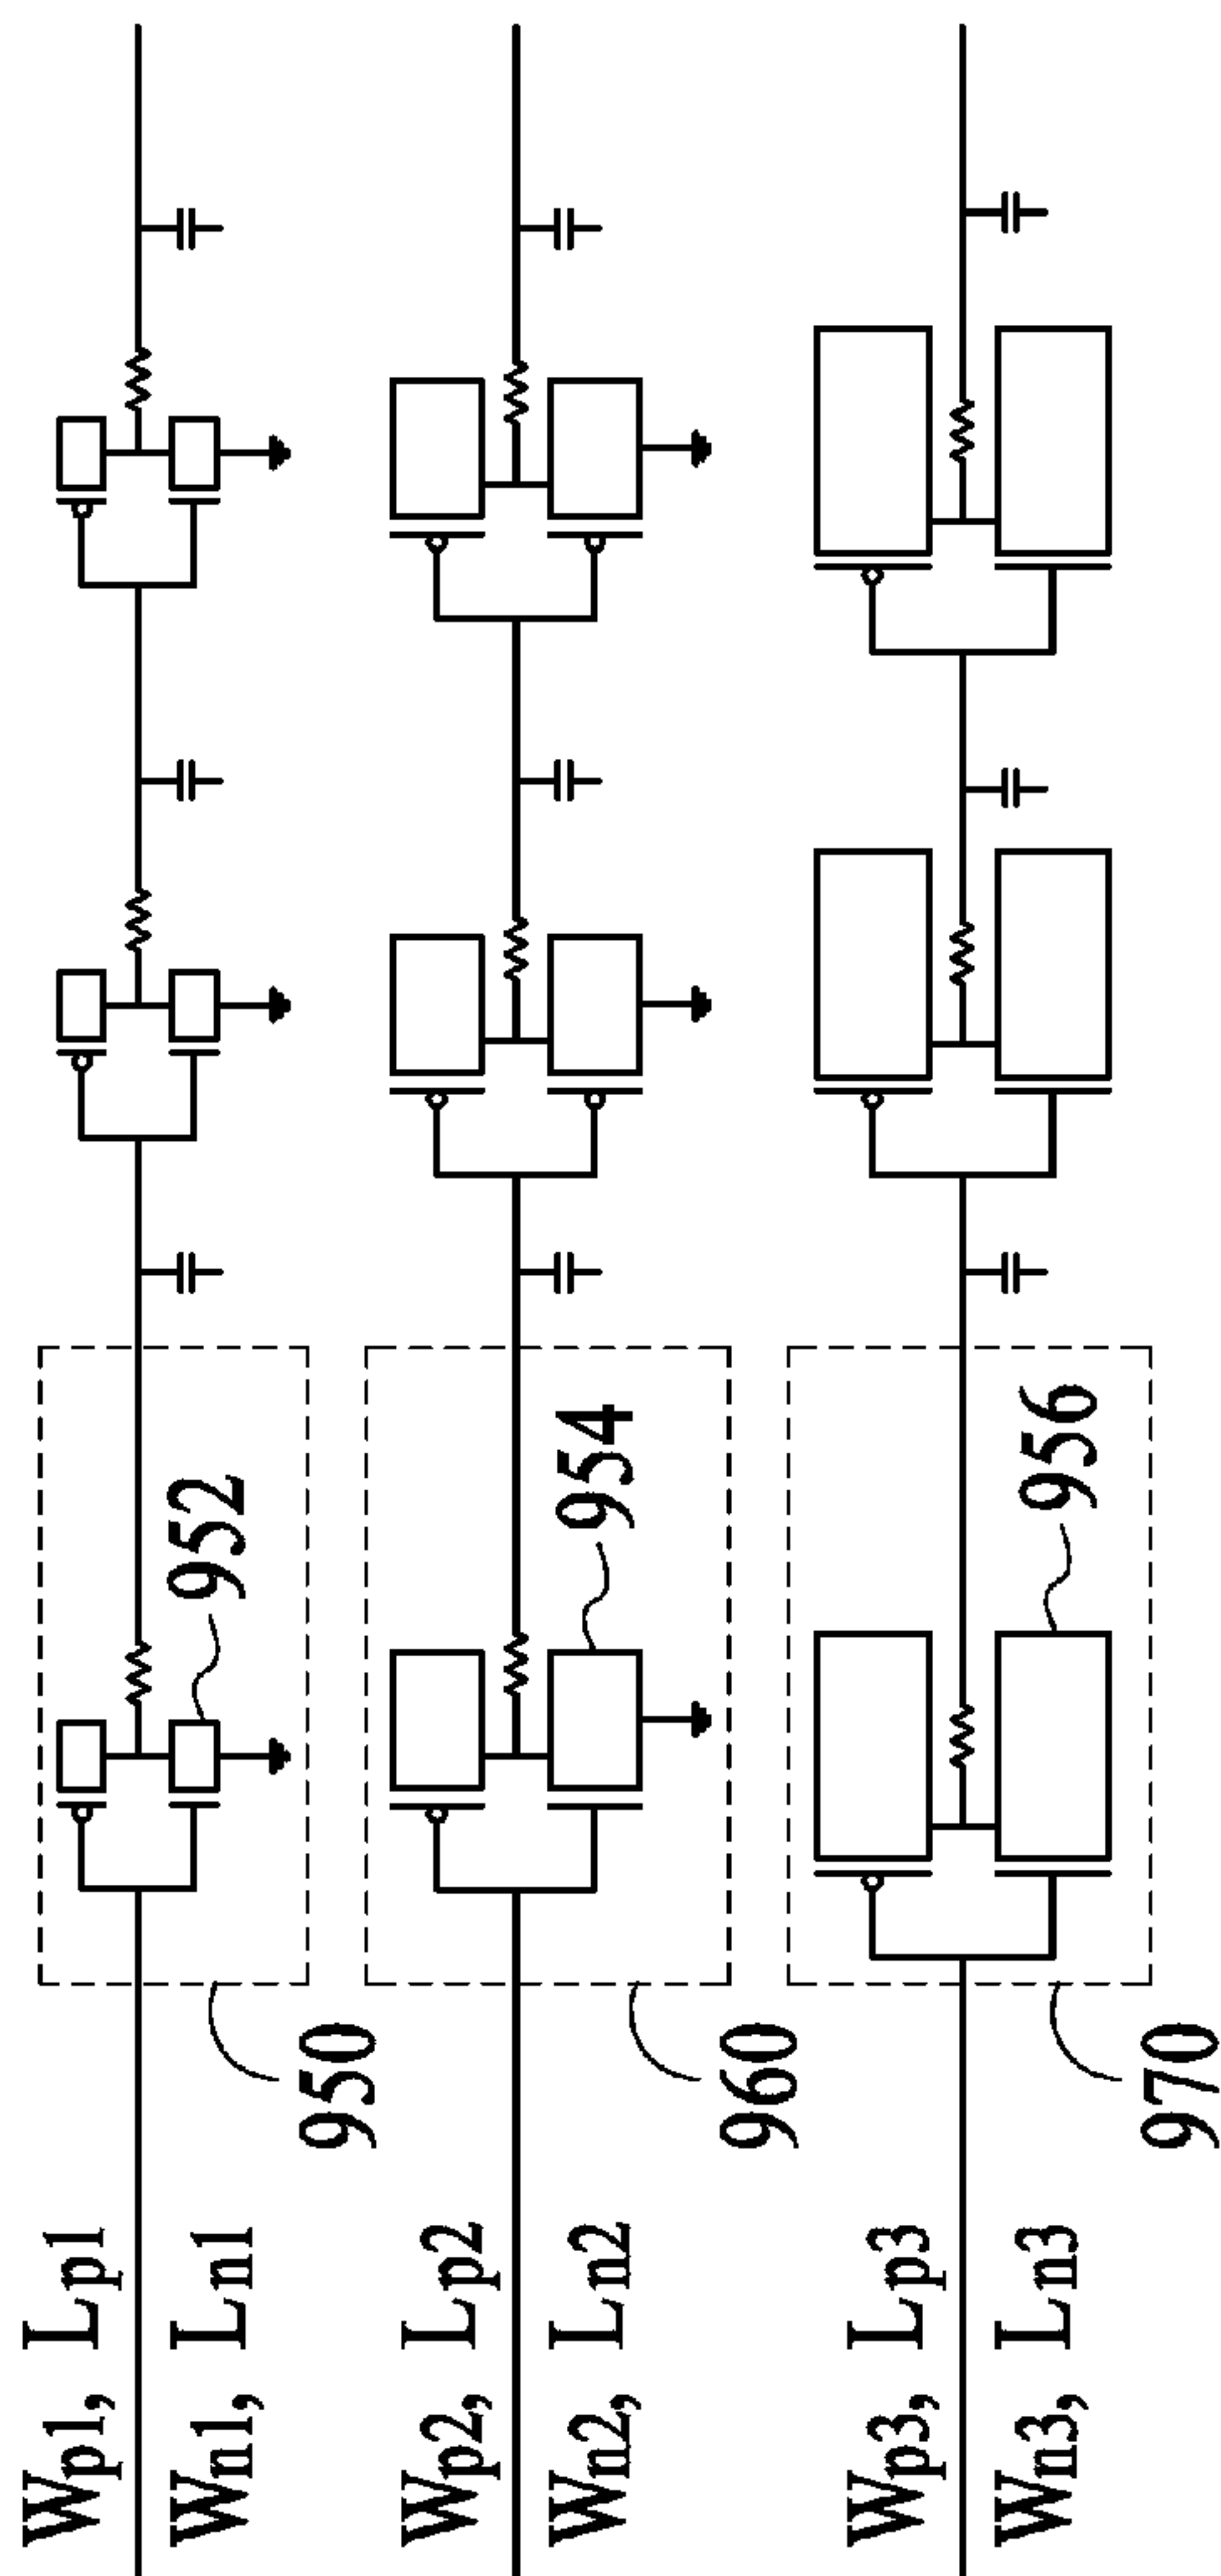 Wp1, Lp1
Wn1, Ln1
950
952
Wp2, Lp2
Wn2, Ln2
960
954
Wp3, Lp3
Wn3, Ln3
970
956